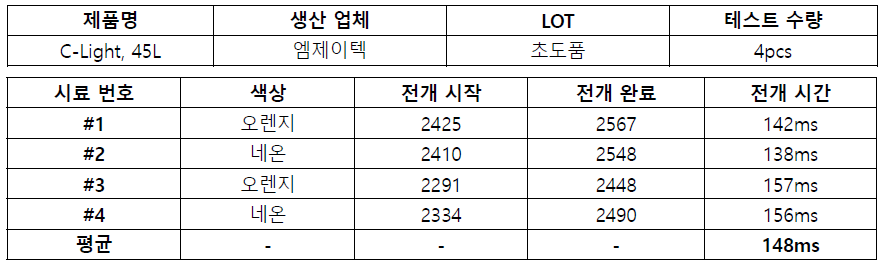 제품명 생산 업체 LOT 테스트 수량
C-Light, 45L 엠제이텍 초도품 4pcs
시료 번호 색상 전개 시작 전개 완료 전개 시간
#1 오렌지 2425 2567 142ms
#2 네온 2410 2548 138ms
#3 오렌지 2291 2448 157ms
#4 네온 2334 2490 156ms
평균 - - - 148ms